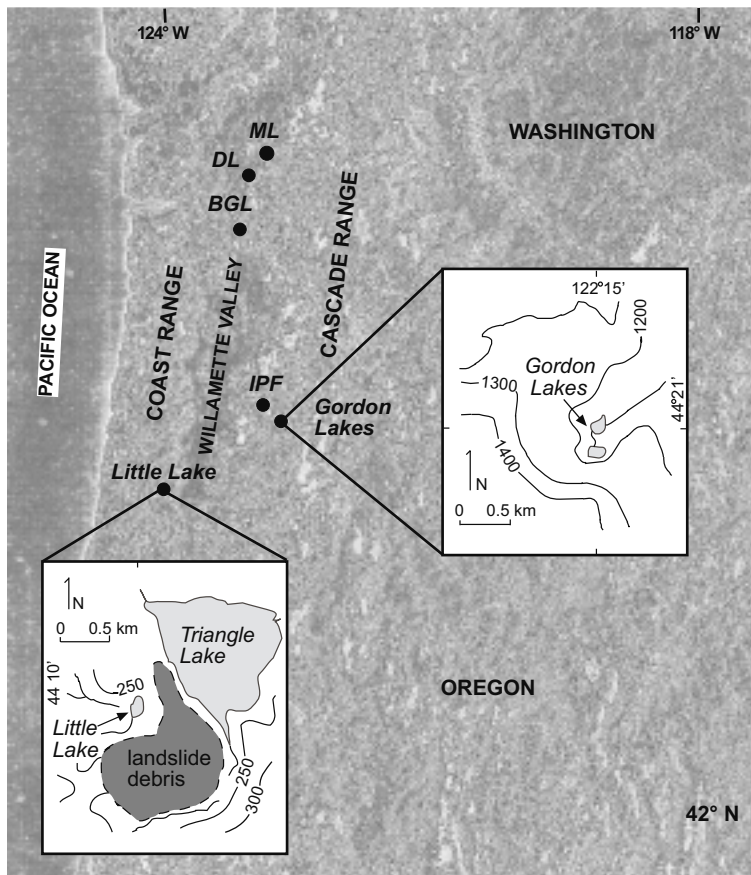 124° W
118° W
WASHINGTON
ML
DL
BGL
PACIFIC OCEAN
COAST RANGE
WILLAMETTE VALLEY
CASCADE RANGE
IPF
Gordon
Lakes
Little Lake
122°15'
1200
Gordon
Lakes
1300
1400
44°21'
N
0 0.5 km
N
0 0.5 km
Triangle
Lake
44 10'
250
Little
Lake
landslide
debris
250
300
OREGON
42° N